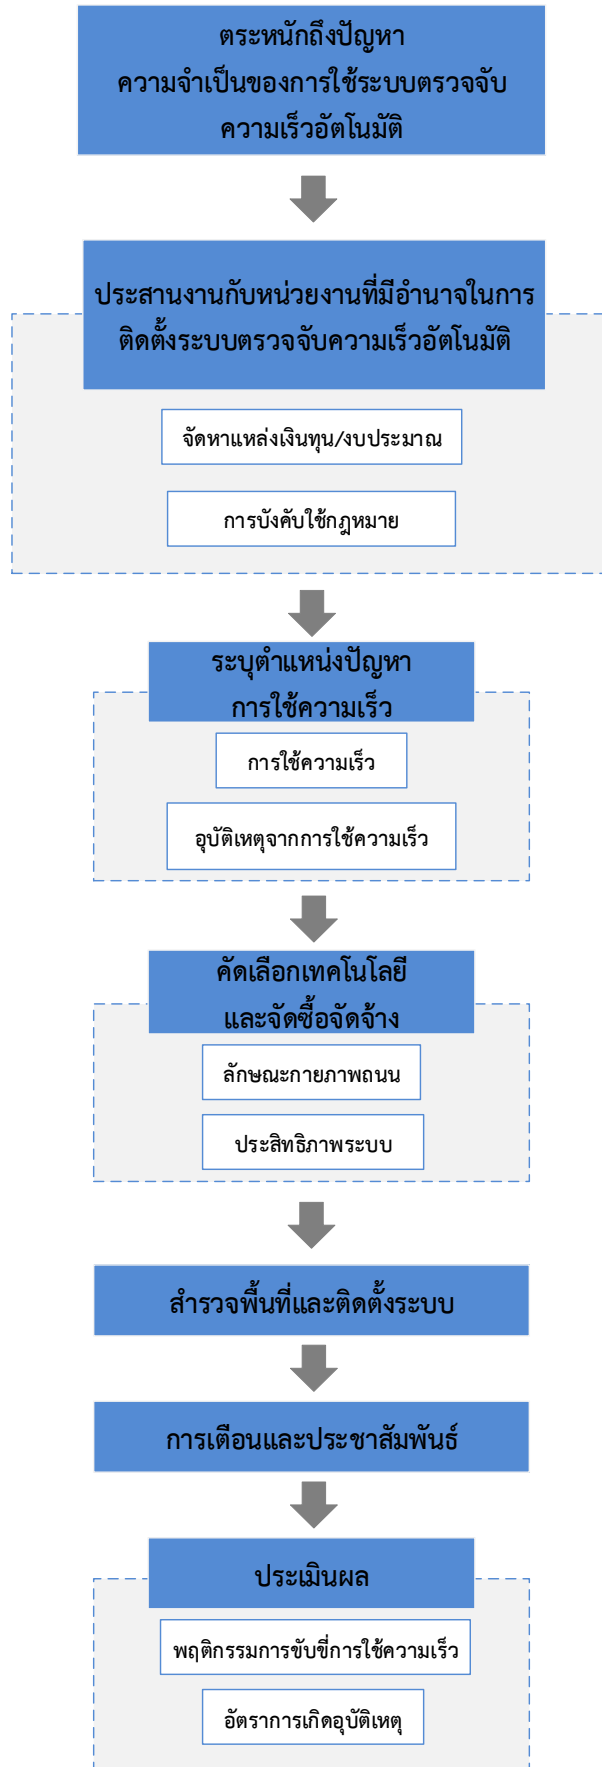 ตระหนักถึงปัญหา
ความจำเป็นของการใช้ระบบตรวจจับ
ความเร็วอัตโนมัติ
ประสานงานกับหน่วยงานที่มีอำนาจในการ
ติดตั้งระบบตรวจจับความเร็วอัตโนมัติ
จัดหาแหล่งเงินทุน/งบประมาณ
การบังคับใช้กฎหมาย
ระบุตำแหน่งปัญหา
การใช้ความเร็ว
การใช้ความเร็ว
อุบัติเหตุจากการใช้ความเร็ว
คัดเลือกเทคโนโลยี
และจัดซื้อจัดจ้าง
ลักษณะกายภาพถนน
ประสิทธิภาพระบบ
สำรวจพื้นที่และติดตั้งระบบ
การเตือนและประชาสัมพันธ์
ประเมินผล
พฤติกรรมการขับขี่การใช้ความเร็ว
อัตราการเกิดอุบัติเหตุ